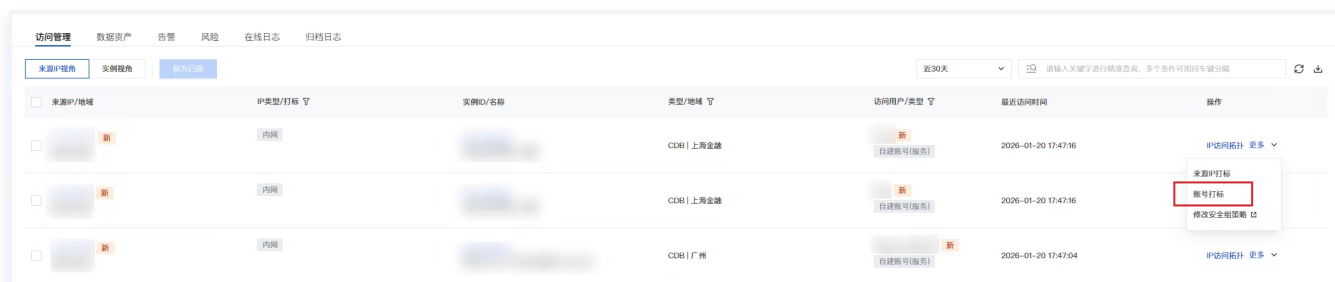 访问管理 数据资产 告警 风险 在线日志 归档日志
来源IP视角 实例视角 标为已阅 近30天 请输入关键字进行精准查询，多个条件可用回车键分隔
来源IP/地域 IP类型/打标 实例ID/名称 类型/地域 访问用户/类型 最近访问时间 操作
新 内网 CDB | 上海金融 新 自建账号(服务) 2026-01-20 17:47:16 IP访问拓扑 更多
来源IP打标
账号打标
修改安全组策略
新 内网 CDB | 上海金融 新 自建账号(服务) 2026-01-20 17:47:16
新 内网 CDB | 广州 新 自建账号(服务) 2026-01-20 17:47:04 IP访问拓扑 更多